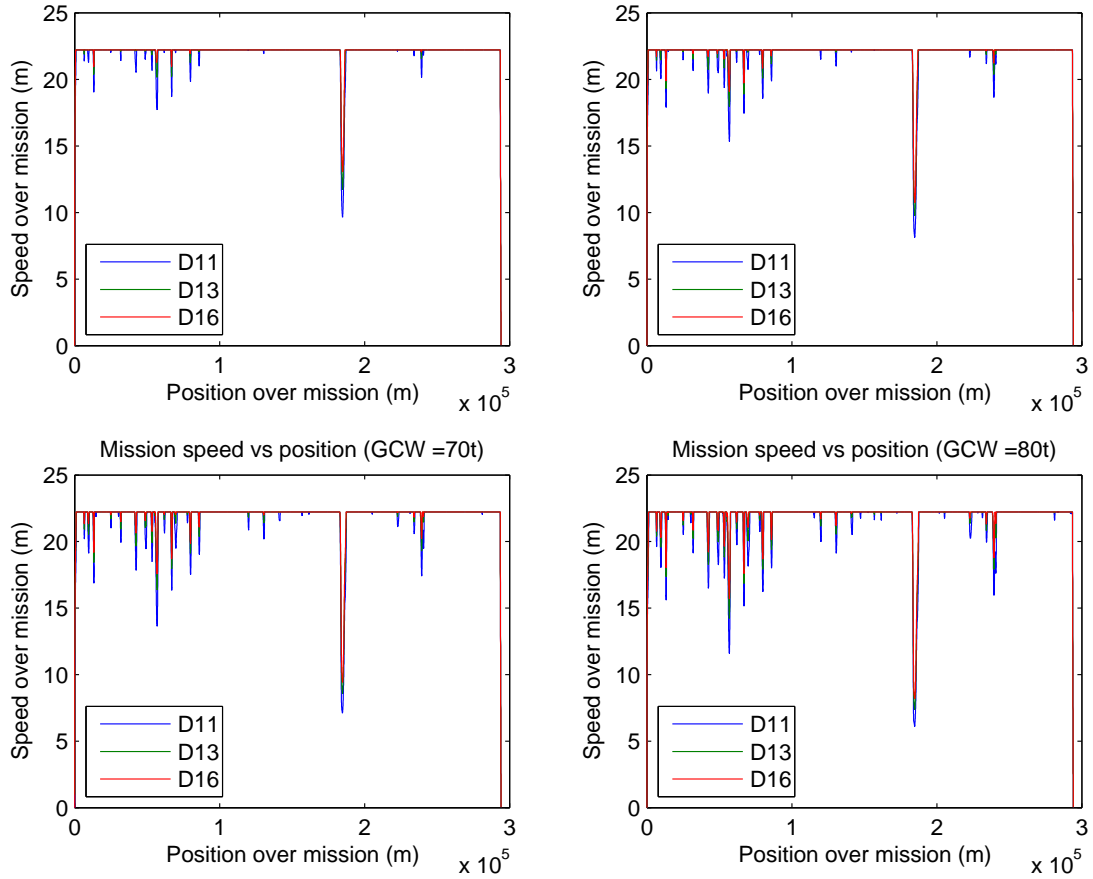 25
20
15
10
5
0
Speed over mission (m)
D11
D13
D16
0 1 2 3
Position over mission (m)
x 10^5
25
20
15
10
5
0
Speed over mission (m)
D11
D13
D16
0 1 2 3
Position over mission (m)
x 10^5
Mission speed vs position (GCW =70t)
25
20
15
10
5
0
Speed over mission (m)
D11
D13
D16
0 1 2 3
Position over mission (m)
x 10^5
Mission speed vs position (GCW =80t)
25
20
15
10
5
0
Speed over mission (m)
D11
D13
D16
0 1 2 3
Position over mission (m)
x 10^5